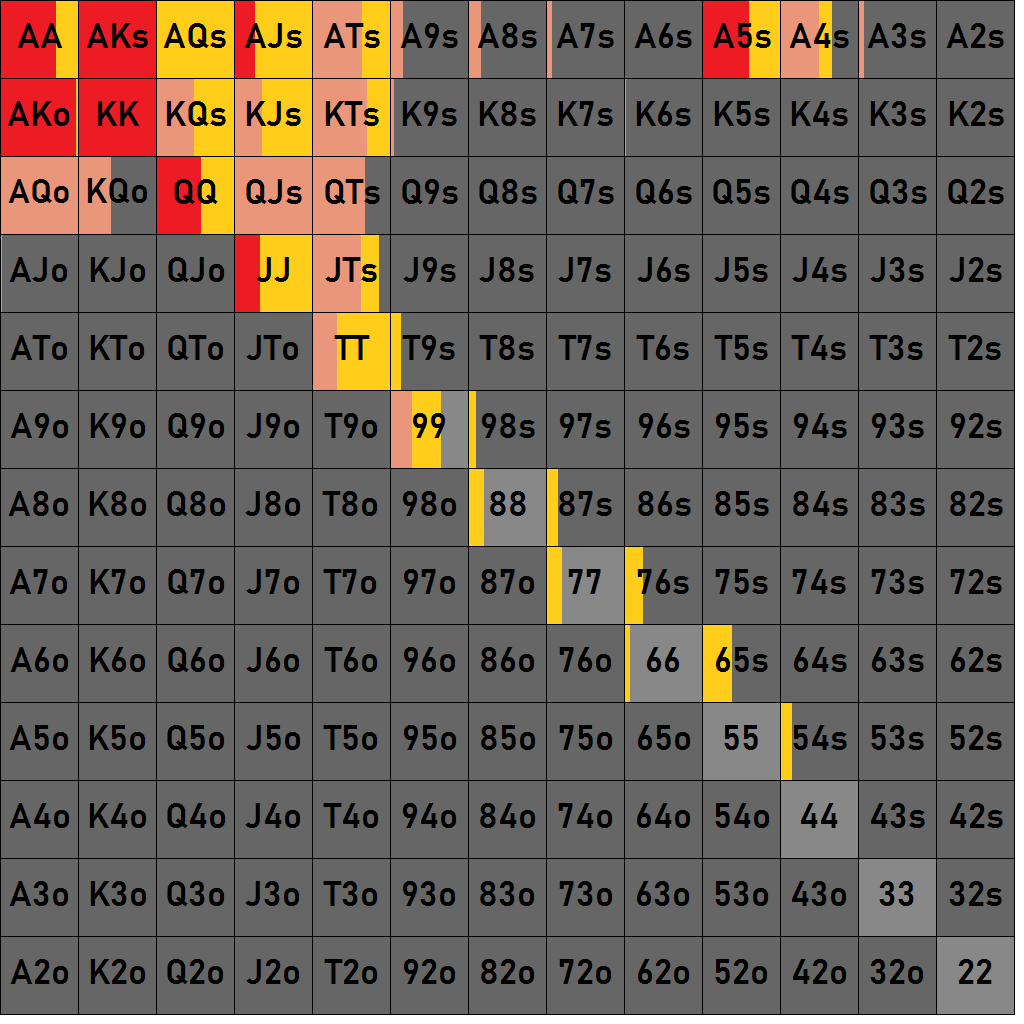 AA AKs AQs AJs ATs A9s A8s A7s A6s A5s A4s A3s A2s
AKo KK KQs KJs KTs K9s K8s K7s K6s K5s K4s K3s K2s
AQo KQo QQ QJs QTs Q9s Q8s Q7s Q6s Q5s Q4s Q3s Q2s
AJo KJo QJo JJ JTs J9s J8s J7s J6s J5s J4s J3s J2s
ATo KTo QTo JTo TT T9s T8s T7s T6s T5s T4s T3s T2s
A9o K9o Q9o J9o T9o 99 98s 97s 96s 95s 94s 93s 92s
A8o K8o Q8o J8o T8o 98o 88 87s 86s 85s 84s 83s 82s
A7o K7o Q7o J7o T7o 97o 87o 77 76s 75s 74s 73s 72s
A6o K6o Q6o J6o T6o 96o 86o 76o 66 65s 64s 63s 62s
A5o K5o Q5o J5o T5o 95o 85o 75o 65o 55 54s 53s 52s
A4o K4o Q4o J4o T4o 94o 84o 74o 64o 54o 44 43s 42s
A3o K3o Q3o J3o T3o 93o 83o 73o 63o 53o 43o 33 32s
A2o K2o Q2o J2o T2o 92o 82o 72o 62o 52o 42o 32o 22